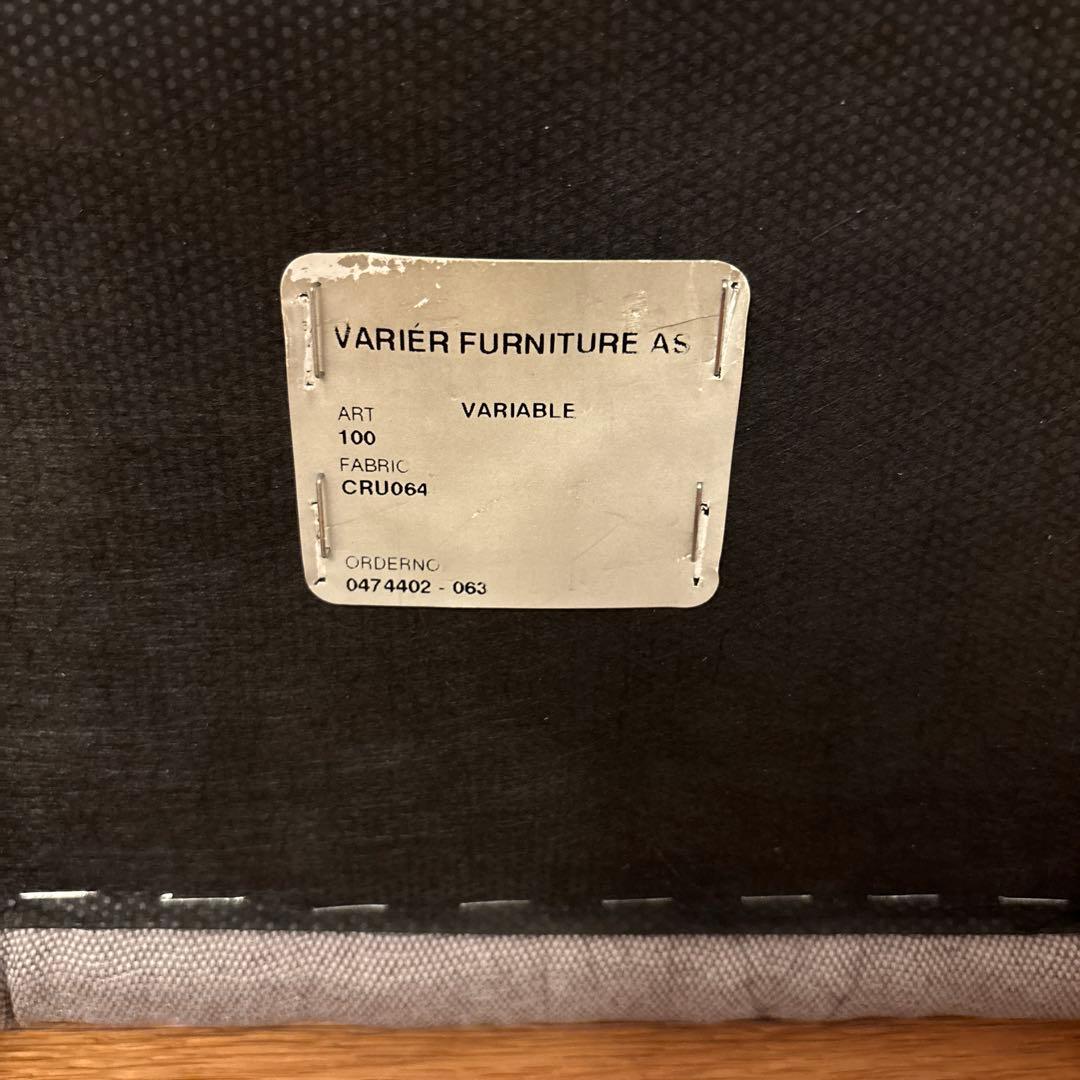 VARIÉR FURNITURE AS
ART VARIABLE
100
FABRIC
CRU064
ORDERNO
0474402 - 063